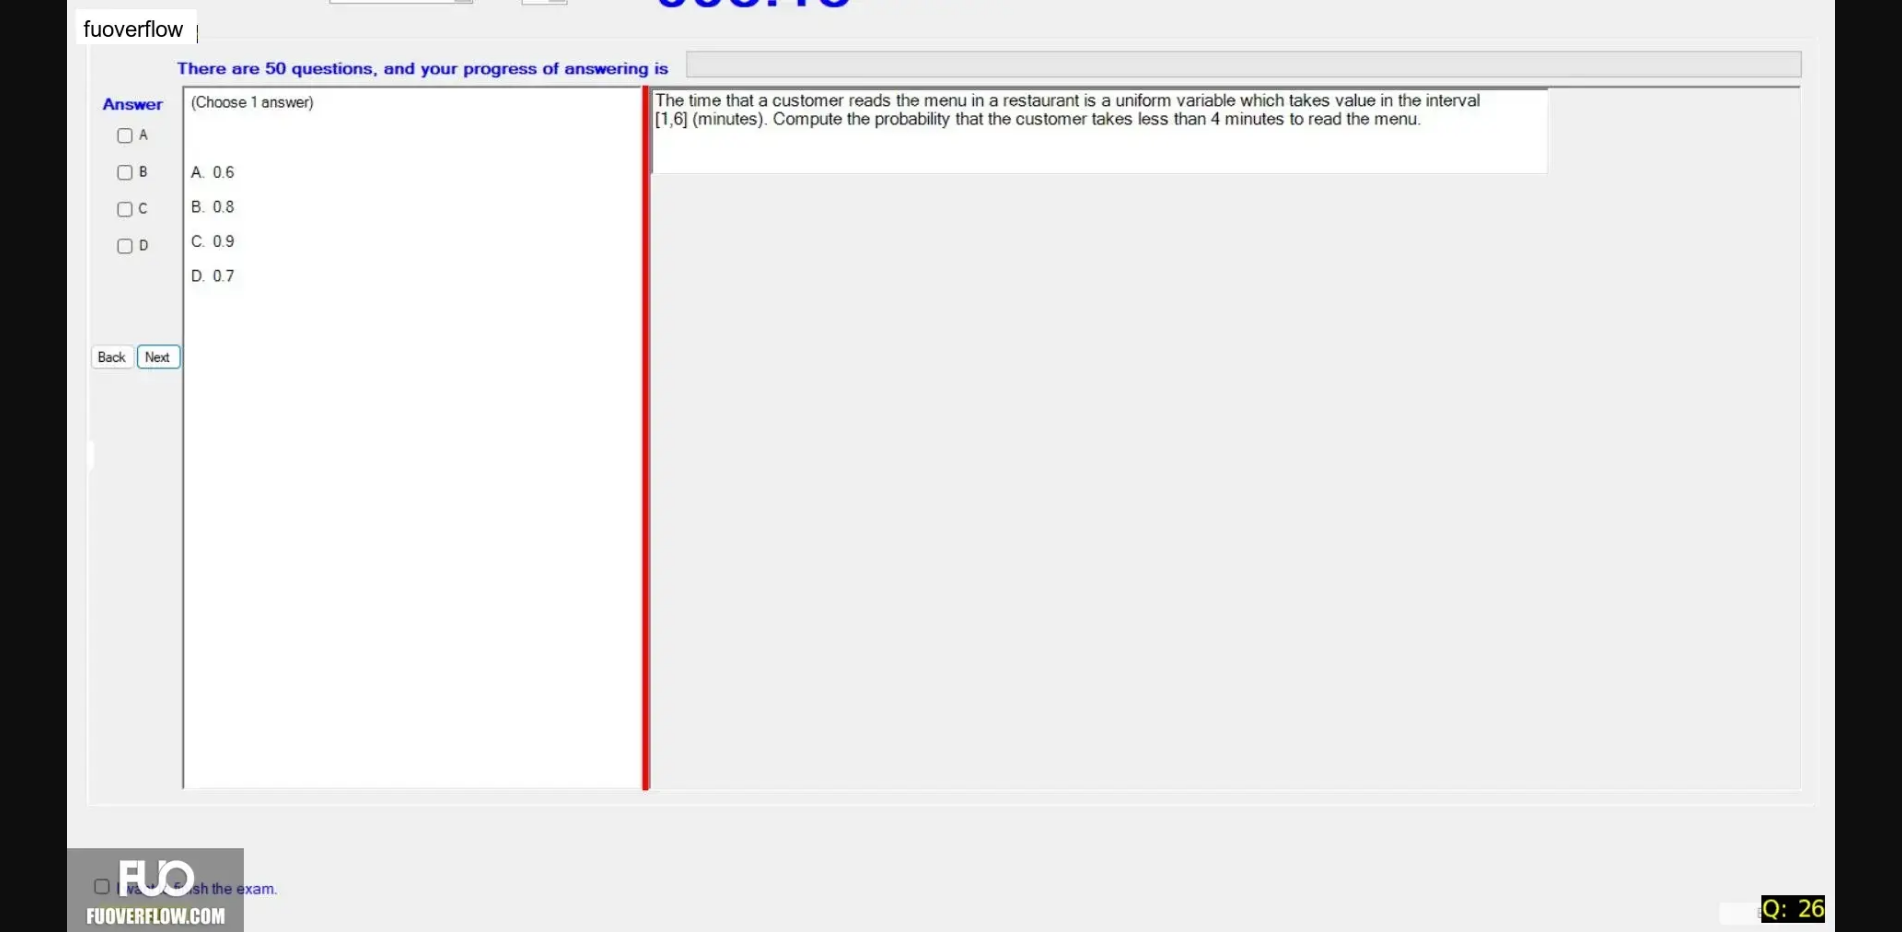 fuoverflow
There are 50 questions, and your progress of answering is
Answer
(Choose 1 answer)
The time that a customer reads the menu in a restaurant is a uniform variable which takes value in the interval
[1,6] (minutes). Compute the probability that the customer takes less than 4 minutes to read the menu.
A
B
C
D
A. 0.6
B. 0.8
C. 0.9
D. 0.7
Back Next
FUO
the exam.
FUOVERFLOW.COM
Q: 26